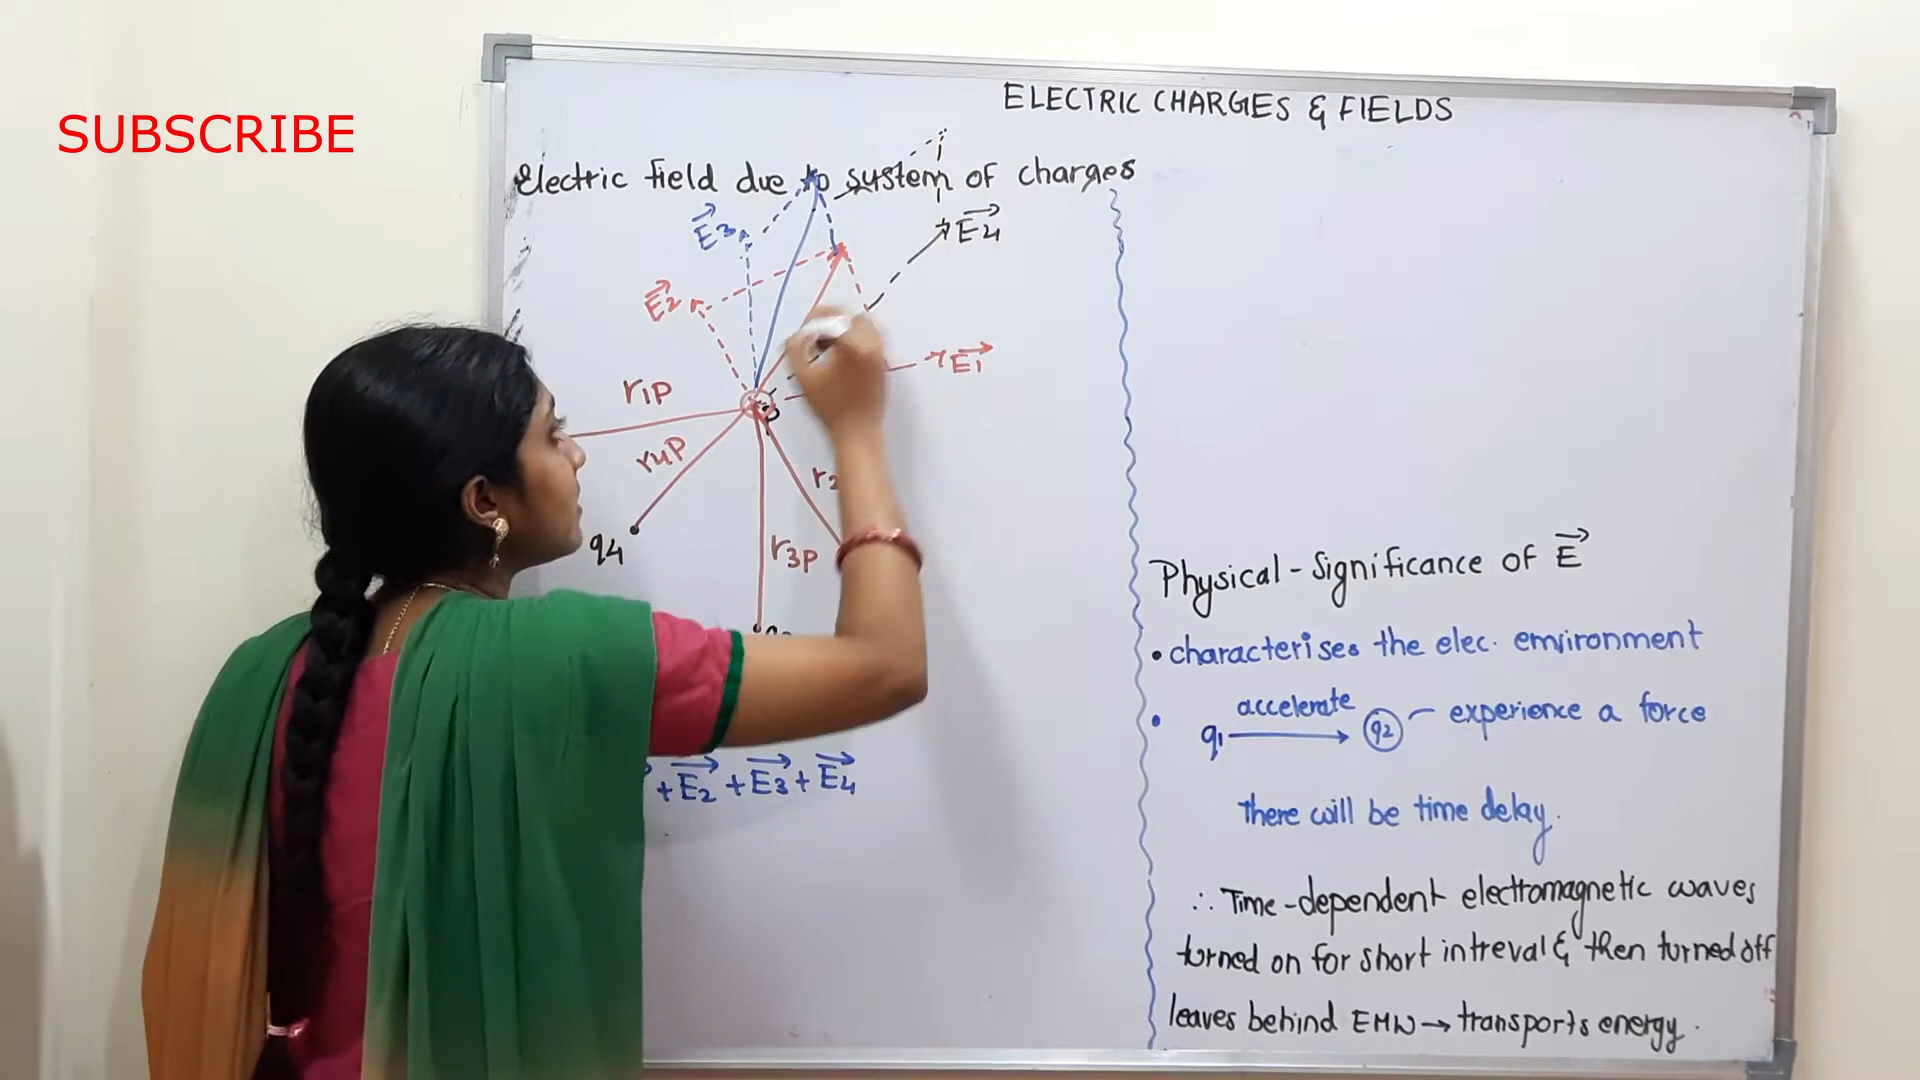 SUBSCRIBE
ELECTRIC CHARGES & FIELDS
Electric field due to system of charges
E3
E4
E2
E1
r1P
r4P
q4
r3P
+ E2 + E3 + E4
Physical - Significance of E
• characterises the elec. environment
• q1 accelerate → q2 – experience a force
There will be time delay.
∴ Time - dependent electromagnetic waves
turned on for short intreval & then turned off
leaves behind EMW → transports energy.